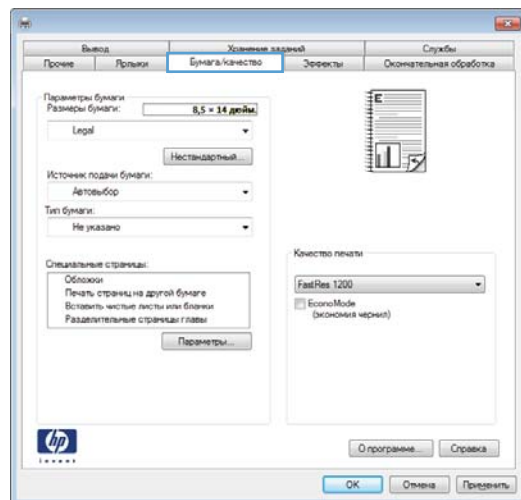 Вывод Хранение заданий Службы
Прочие Ярлыки Бумага/качество Эффекты Окончательная обработка
Параметры бумаги
Размеры бумаги: 8,5 × 14 дюйм.
Legal
Нестандартный...
Источник подачи бумаги:
Автовыбор
Тип бумаги:
Не указано
Специальные страницы:
Обложки
Печать страниц на другой бумаге
Вставить чистые листы или бланки
Разделительные страницы главы
Параметры...
E
Качество печати
FastRes 1200
EconoMode
(экономия чернил)
hp
invent
О программе... Справка
OK Отмена Применить